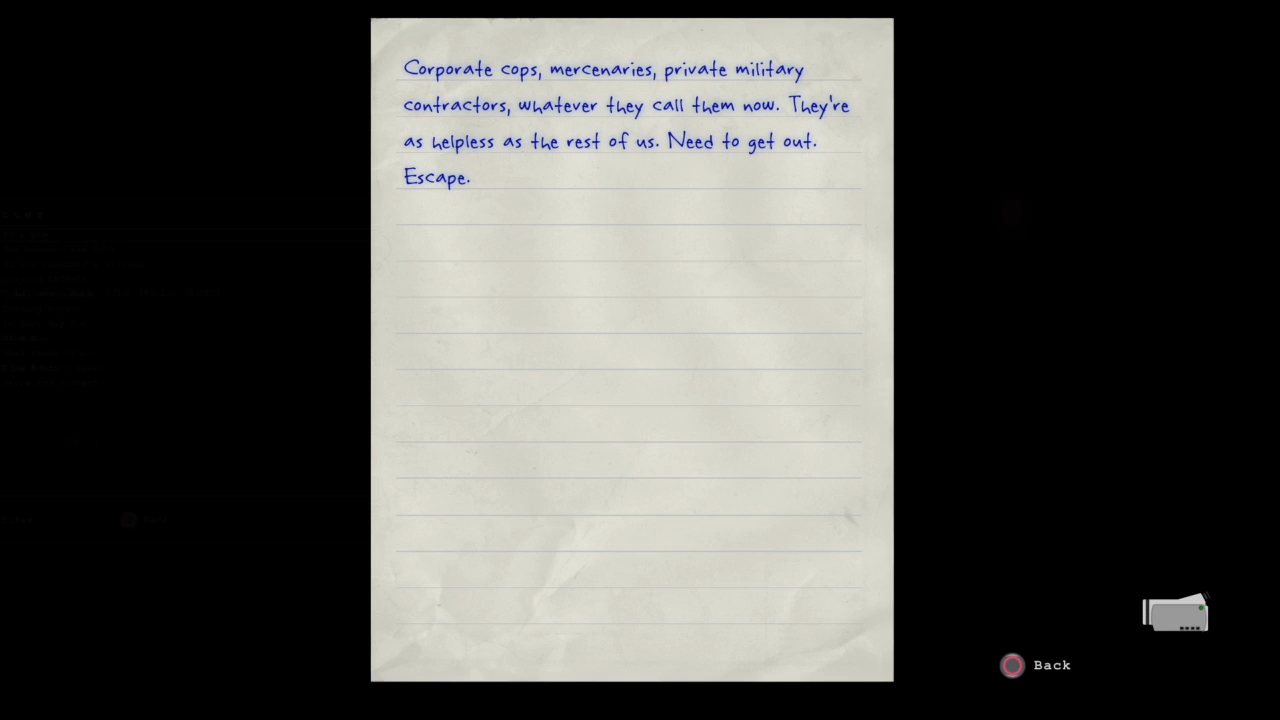 Corporate cops, mercenaries, private military
contractors, whatever they call them now. They're
as helpless as the rest of us. Need to get out.
Escape.
Back